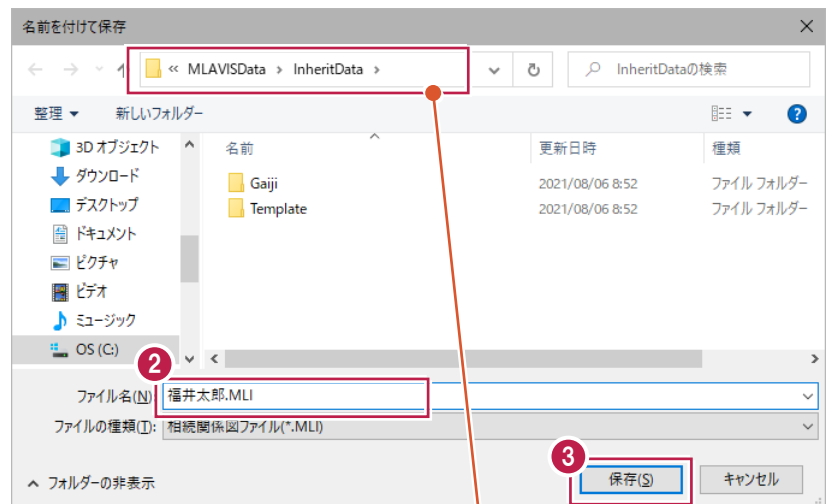 名前を付けて保存
« MLAVISData › InheritData ›
InheritDataの検索
整理 新しいフォルダー
名前 更新日時 種類
3D オブジェクト
ダウンロード
デスクトップ
ドキュメント
ピクチャ
ビデオ
ミュージック
OS (C:)
Gaiji 2021/08/06 8:52 ファイル フォルダー
Template 2021/08/06 8:52 ファイル フォルダー
2
ファイル名(N): 福井太郎.MLI
ファイルの種類(T): 相続関係図ファイル(*.MLI)
3
フォルダーの非表示 保存(S) キャンセル